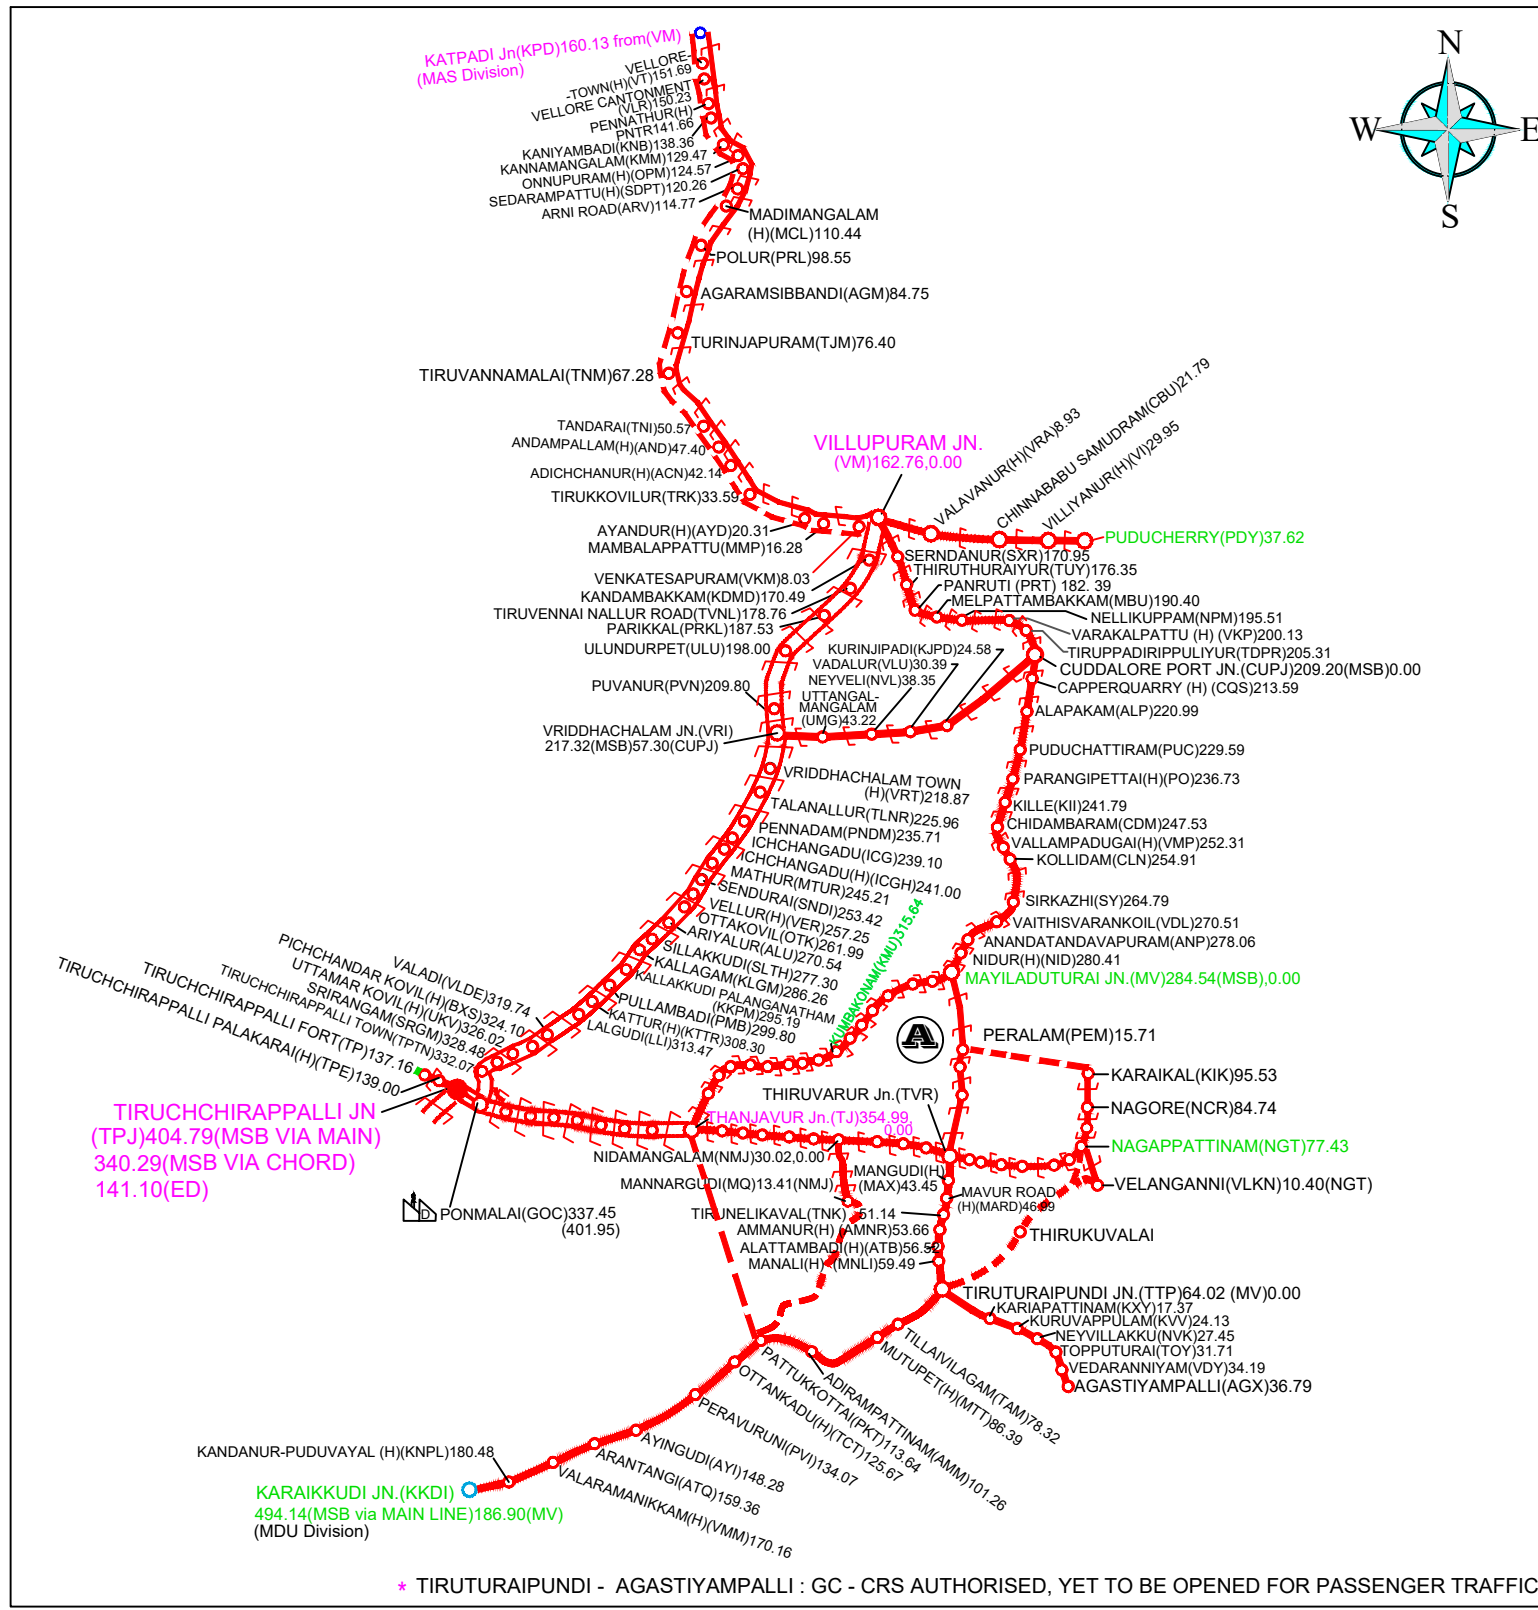 N
W
E
S
KATPADI Jn(KPD)160.13 from(VM)
(MAS Division)
VELLORE-
-TOWN(H)(VT)151.69
VELLORE CANTONMENT
(VLR)150.23
PENNATHUR(H)
PNTR141.66
KANIYAMBADI(KNB)138.36
KANNAMANGALAM(KMM)129.47
ONNUPURAM(H)(OPM)124.57
SEDARAMPATTU(H)(SDPT)120.26
ARNI ROAD(ARV)114.77
MADIMANGALAM
(H)(MCL)110.44
POLUR(PRL)98.55
AGARAMSIBBANDI(AGM)84.75
TURINJAPURAM(TJM)76.40
TIRUVANNAMALAI(TNM)67.28
TANDARAI(TNI)50.57
ANDAMPALLAM(H)(AND)47.40
ADICHCHANUR(H)(ACN)42.14
TIRUKKOVILUR(TRK)33.59
AYANDUR(H)(AYD)20.31
MAMBALAPPATTU(MMP)16.28
VENKATESAPURAM(VKM)8.03
VILLUPURAM JN.
(VM)162.76,0.00
VALAVANUR(H)(VRA)8.93
CHINNABABU SAMUDRAM(CBU)21.79
VILLIYANUR(H)(VI)29.95
PUDUCHERRY(PDY)37.62
KANDAMBAKKAM(KDMD)170.49
TIRUVENNAI NALLUR ROAD(TVNL)178.76
PARIKKAL(PRKL)187.53
ULUNDURPET(ULU)198.00
PUVANUR(PVN)209.80
VRIDDHACHALAM JN.(VRI)
217.32(MSB)57.30(CUPJ)
SERNDANUR(SXR)170.95
THIRUTHURAIYUR(TUY)176.35
PANRUTI (PRT) 182. 39
MELPATTAMBAKKAM(MBU)190.40
NELLIKUPPAM(NPM)195.51
VARAKALPATTU (H) (VKP)200.13
TIRUPPADIRIPPULIYUR(TDPR)205.31
CUDDALORE PORT JN.(CUPJ)209.20(MSB)0.00
CAPPERQUARRY (H) (CQS)213.59
ALAPAKAM(ALP)220.99
PUDUCHATTIRAM(PUC)229.59
PARANGIPETTAI(H)(PO)236.73
KILLE(KII)241.79
CHIDAMBARAM(CDM)247.53
VALLAMPADUGAI(H)(VMP)252.31
KOLLIDAM(CLN)254.91
SIRKAZHI(SY)264.79
VAITHISVARANKOIL(VDL)270.51
ANANDATANDAVAPURAM(ANP)278.06
NIDUR(H)(NID)280.41
MAYILADUTURAI JN.(MV)284.54(MSB),0.00
KURINJIPADI(KJPD)24.58
VADALUR(VLU)30.39
NEYVELI(NVL)38.35
UTTANGAL-
MANGALAM
(UMG)43.22
VRIDDHACHALAM TOWN
(H)(VRT)218.87
TALANALLUR(TLNR)225.96
PENNADAM(PNDM)235.71
ICHCHANGADU(ICG)239.10
ICHCHANGADU(H)(ICGH)241.00
MATHUR(MTUR)245.21
SENDURAI(SNDI)253.42
VELLUR(H)(VER)257.25
OTTAKOVIL(OTK)261.99
ARIYALUR(ALU)270.54
SILLAKKUDI(SLTH)277.30
KALLAGAM(KLGM)286.26
KALLAKKUDI PALANGANATHAM
(KKPM)295.19
PULLAMBADI(PMB)299.80
KATTUR(H)(KTTR)308.30
LALGUDI(LLI)313.47
VALADI(VLDE)319.74
PICHCHANDAR KOVIL(H)(BXS)324.10
UTTAMAR KOVIL(H)(UKV)326.02
SRIRANGAM(SRGM)328.48
TIRUCHCHIRAPPALLI TOWN(TPTN)332.07
TIRUCHCHIRAPPALLI FORT(TP)137.16
TIRUCHCHIRAPPALLI PALAKARAI(H)(TPE)139.00
TIRUCHCHIRAPPALLI JN
(TPJ)404.79(MSB VIA MAIN)
340.29(MSB VIA CHORD)
141.10(ED)
D
PONMALAI(GOC)337.45
(401.95)
KUMBAKONAM(KMU)315.64
A
PERALAM(PEM)15.71
KARAIKAL(KIK)95.53
NAGORE(NCR)84.74
NAGAPPATTINAM(NGT)77.43
VELANGANNI(VLKN)10.40(NGT)
THIRUKUVALAI
THIRUVARUR Jn.(TVR)
THANJAVUR Jn.(TJ)354.99,
0.00
NIDAMANGALAM(NMJ)30.02,0.00
MANNARGUDI(MQ)13.41(NMJ)
MANGUDI(H)
(MAX)43.45
MAVUR ROAD
(H)(MARD)46.99
TIRUNELIKAVAL(TNK) 51.14
AMMANUR(H) (AMNR)53.66
ALATTAMBADI(H)(ATB)56.52
MANALI(H) (MNLI)59.49
TIRUTURAIPUNDI JN.(TTP)64.02 (MV)0.00
KARIAPATTINAM(KXY)17.37
KURUVAPPULAM(KVV)24.13
NEYVILLAKKU(NVK)27.45
TOPPUTURAI(TOY)31.71
VEDARANNIYAM(VDY)34.19
AGASTIYAMPALLI(AGX)36.79
TILLAIVILAGAM(TAM)78.32
MUTUPET(H)(MTT)86.39
ADIRAMPATTINAM(AMM)101.26
PATTUKKOTTAI(PKT)113.64
OTTANKADU(H)(TCT)125.67
PERAVURUNI(PVI)134.07
AYINGUDI(AYI)148.28
ARANTANGI(ATQ)159.36
VALARAMANIKKAM(H)(VMM)170.16
KANDANUR-PUDUVAYAL (H)(KNPL)180.48
KARAIKKUDI JN.(KKDI)
494.14(MSB via MAIN LINE)186.90(MV)
(MDU Division)
* TIRUTURAIPUNDI - AGASTIYAMPALLI : GC - CRS AUTHORISED, YET TO BE OPENED FOR PASSENGER TRAFFIC